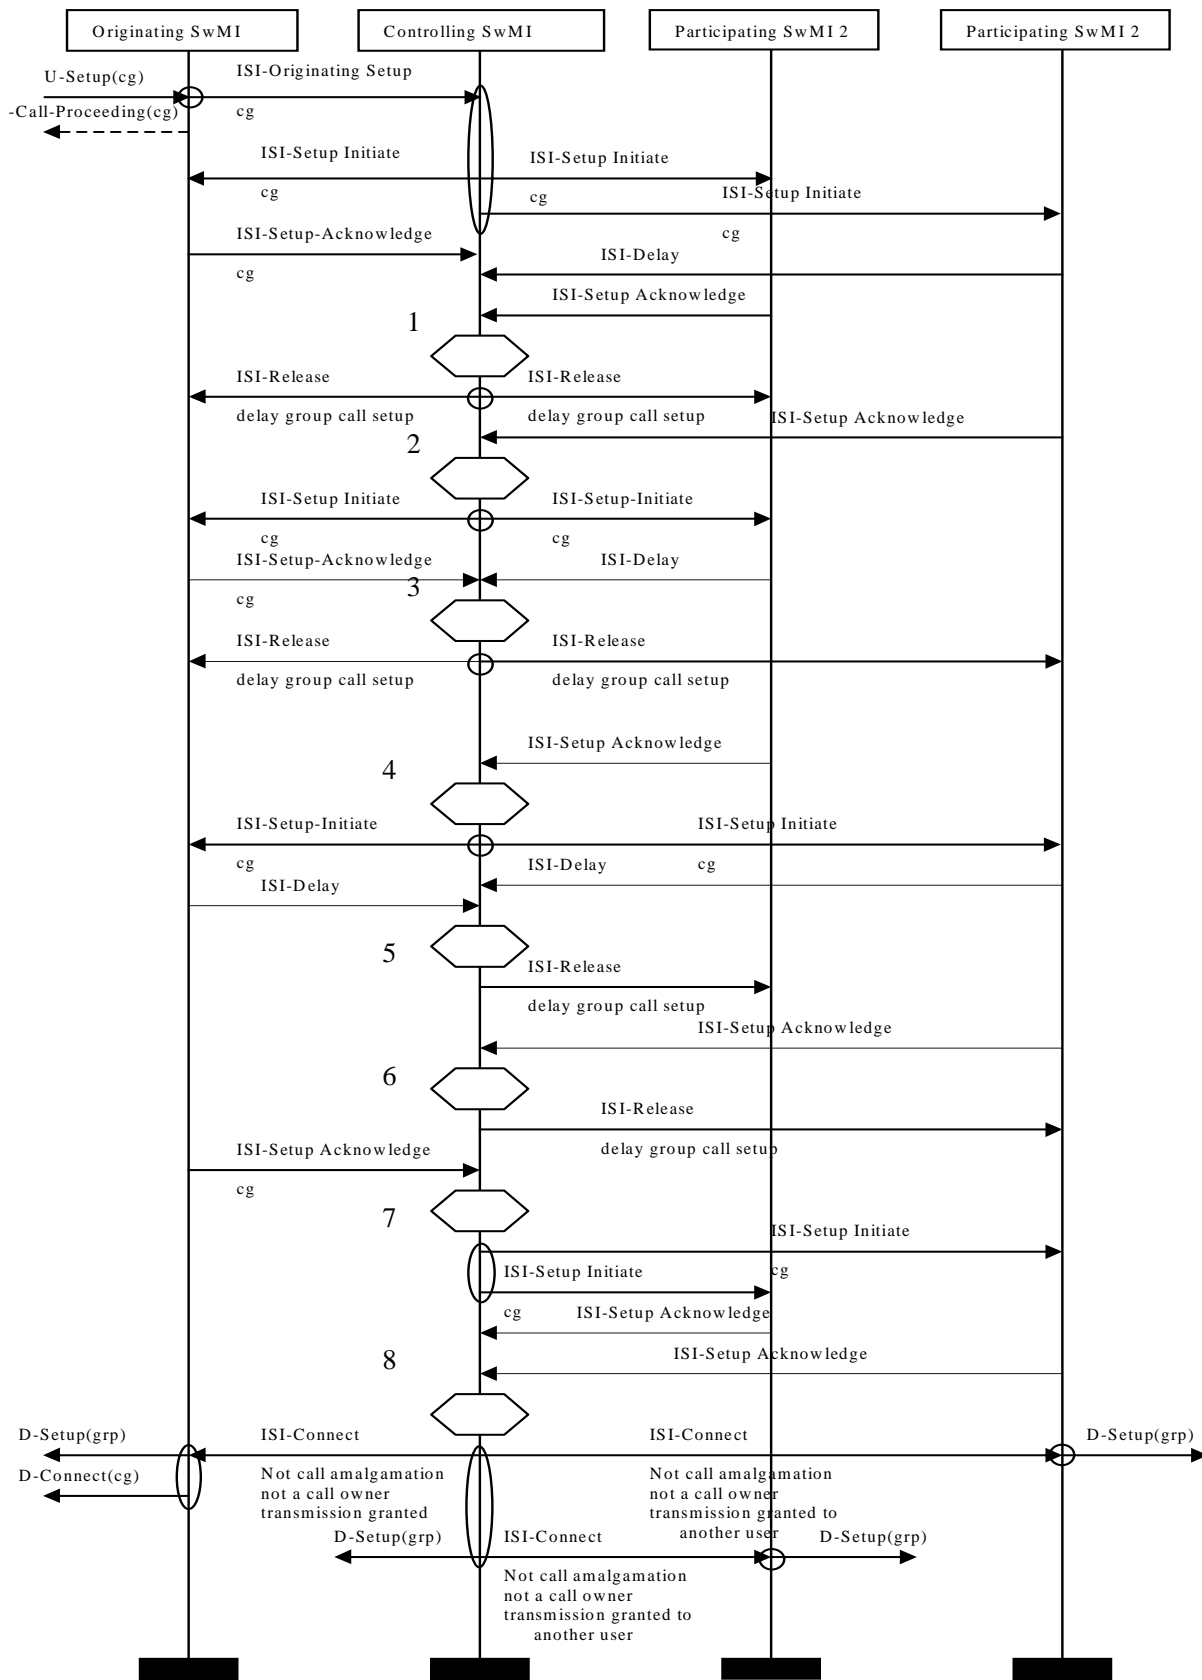 Originating SwMI
Controlling SwMI
Participating SwMI 2
Participating SwMI 2
U-Setup(cg)
ISI-Originating Setup
-Call-Proceeding(cg)
cg
ISI-Setup Initiate
ISI-Setup Initiate
cg
cg
ISI-Setup Initiate
cg
ISI-Setup-Acknowledge
cg
ISI-Delay
ISI-Setup Acknowledge
1
ISI-Release
ISI-Release
delay group call setup
delay group call setup
ISI-Setup Acknowledge
2
ISI-Setup Initiate
ISI-Setup-Initiate
cg
cg
ISI-Setup-Acknowledge
ISI-Delay
3
cg
ISI-Release
ISI-Release
delay group call setup
delay group call setup
ISI-Setup Acknowledge
4
ISI-Setup-Initiate
ISI-Setup Initiate
cg
ISI-Delay
cg
ISI-Delay
5
ISI-Release
delay group call setup
ISI-Setup Acknowledge
6
ISI-Release
ISI-Setup Acknowledge
delay group call setup
cg
7
ISI-Setup Initiate
ISI-Setup Initiate
cg
cg
ISI-Setup Acknowledge
8
ISI-Setup Acknowledge
D-Setup(grp)
ISI-Connect
ISI-Connect
D-Setup(grp)
D-Connect(cg)
Not call amalgamation
not a call owner
transmission granted
Not call amalgamation
not a call owner
transmission granted to
another user
D-Setup(grp)
ISI-Connect
D-Setup(grp)
Not call amalgamation
not a call owner
transmission granted to
another user